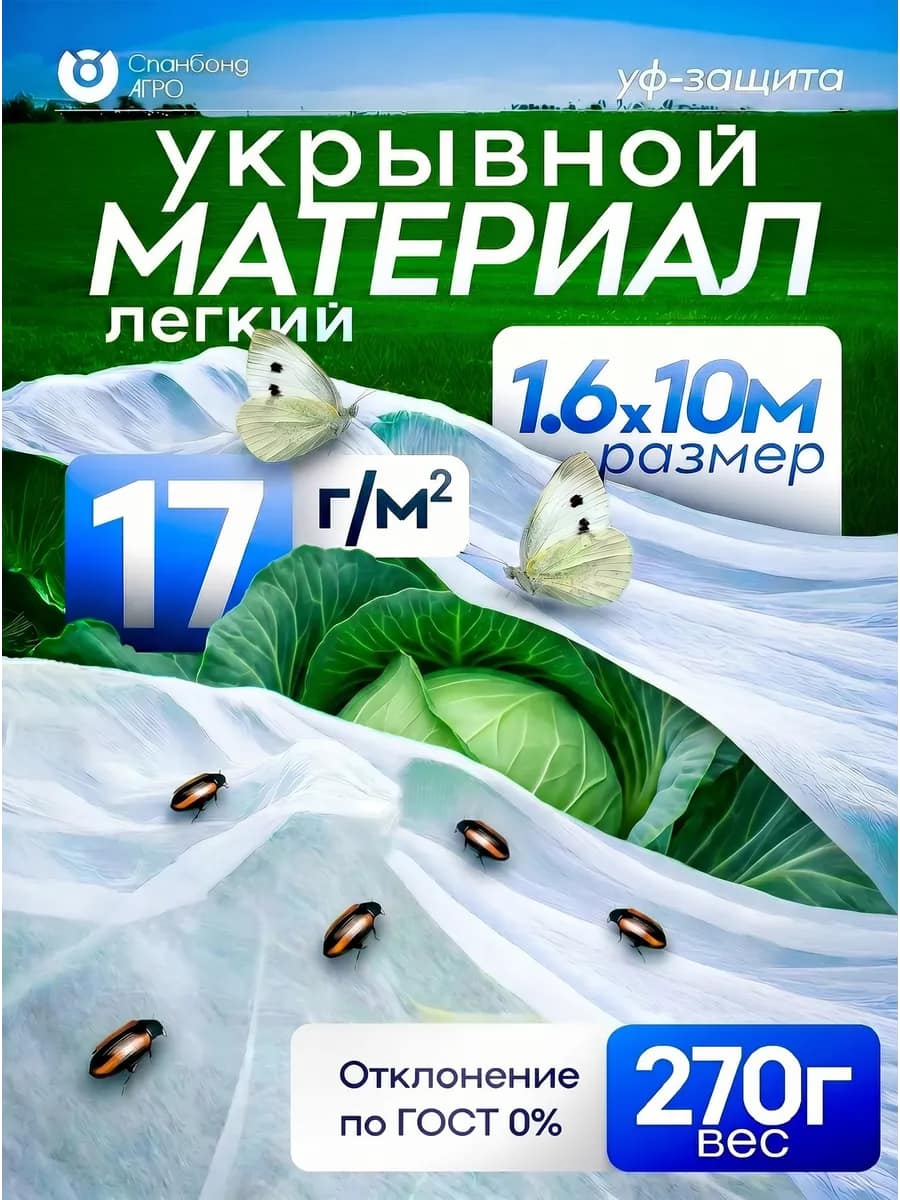 Спанбонд
АГРО
уф-защита
укрывной
МАТЕРИАЛ
легкий
1.6х10м
размер
17 г/м²
Отклонение
по ГОСТ 0%
270г
вес